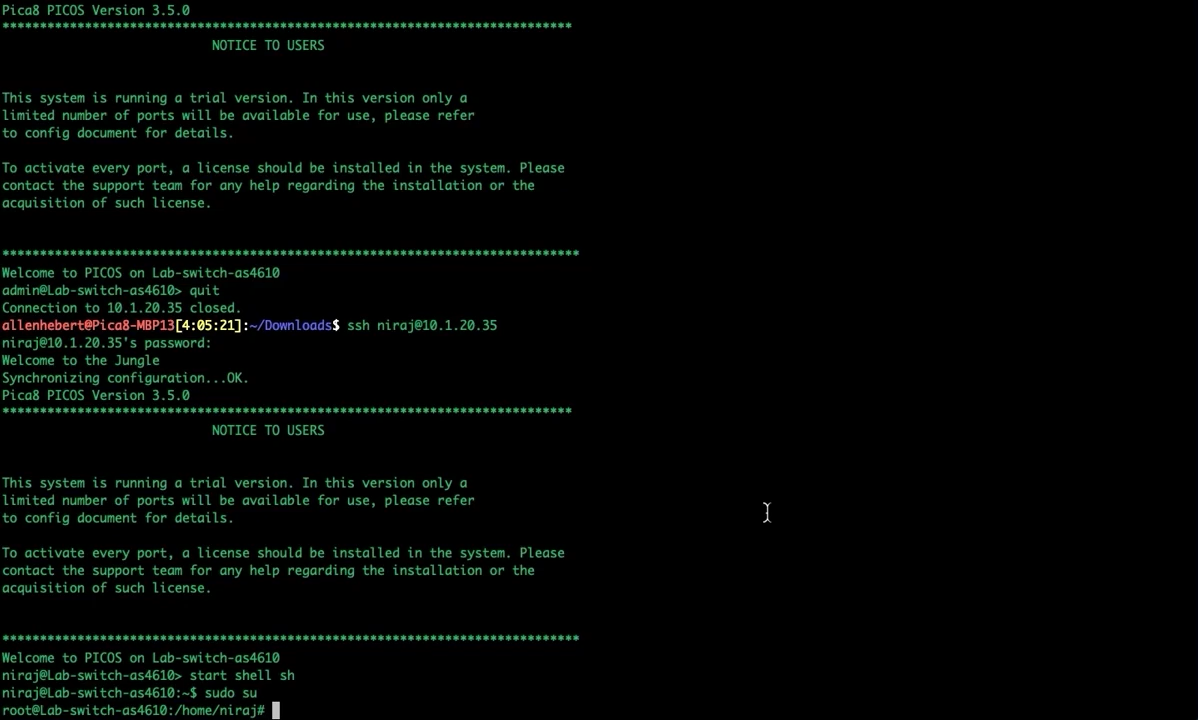 Pica8 PICOS Version 3.5.0
****************************************************************************
NOTICE TO USERS
This system is running a trial version. In this version only a
limited number of ports will be available for use, please refer
to config document for details.
To activate every port, a license should be installed in the system. Please
contact the support team for any help regarding the installation or the
acquisition of such license.
*****************************************************************************
Welcome to PICOS on Lab-switch-as4610
admin@Lab-switch-as4610> quit
Connection to 10.1.20.35 closed.
allenhebert@Pica8-MBP13[4:05:21]:~/Downloads$ ssh niraj@10.1.20.35
niraj@10.1.20.35's password:
Welcome to the Jungle
Synchronizing configuration...OK.
Pica8 PICOS Version 3.5.0
****************************************************************************
NOTICE TO USERS
This system is running a trial version. In this version only a
limited number of ports will be available for use, please refer
to config document for details.
To activate every port, a license should be installed in the system. Please
contact the support team for any help regarding the installation or the
acquisition of such license.
*****************************************************************************
Welcome to PICOS on Lab-switch-as4610
niraj@Lab-switch-as4610> start shell sh
niraj@Lab-switch-as4610:~$ sudo su
root@Lab-switch-as4610:/home/niraj#